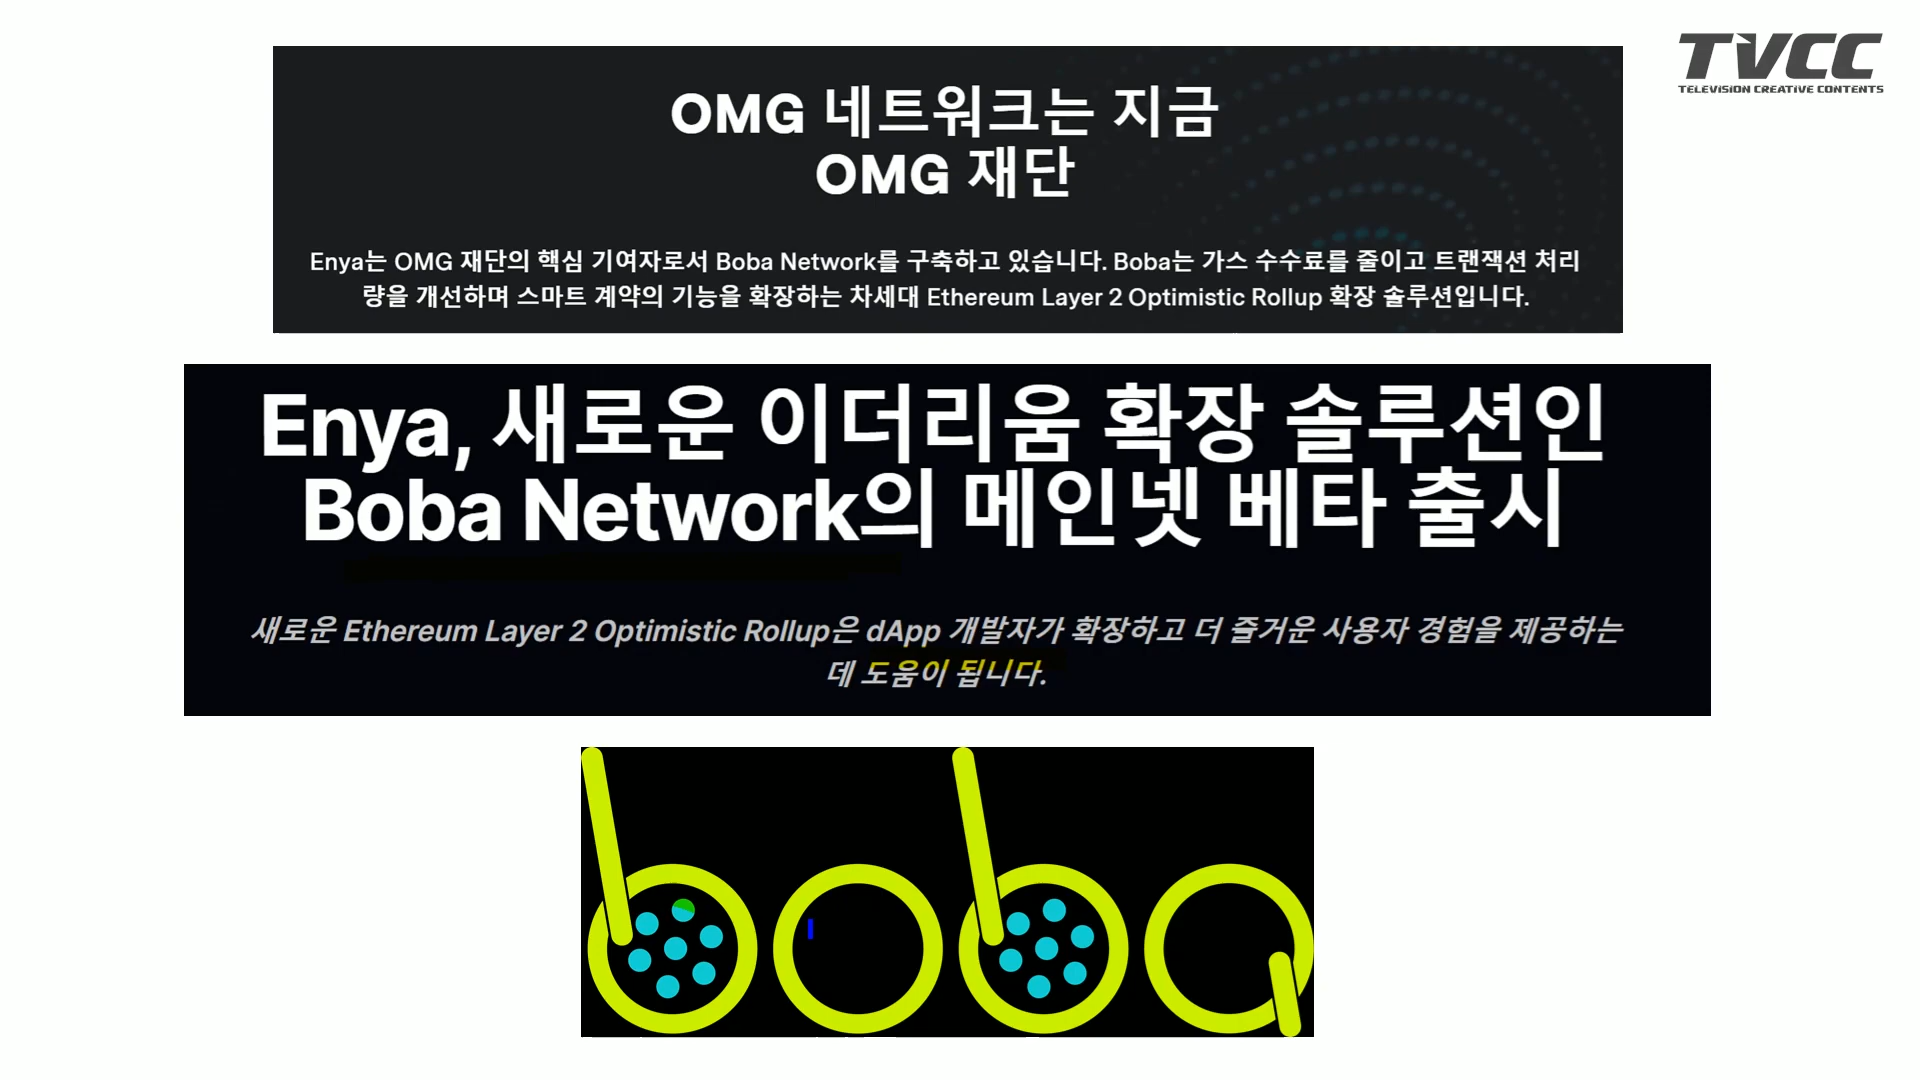 TVCC
TELEVISION CREATIVE CONTENTS
OMG 네트워크는 지금
OMG 재단
Enya는 OMG 재단의 핵심 기여자로서 Boba Network를 구축하고 있습니다. Boba는 가스 수수료를 줄이고 트랜잭션 처리
량을 개선하며 스마트 계약의 기능을 확장하는 차세대 Ethereum Layer 2 Optimistic Rollup 확장 솔루션입니다.
Enya, 새로운 이더리움 확장 솔루션인
Boba Network의 메인넷 베타 출시
새로운 Ethereum Layer 2 Optimistic Rollup은 dApp 개발자가 확장하고 더 즐거운 사용자 경험을 제공하는
데 도움이 됩니다.
boba